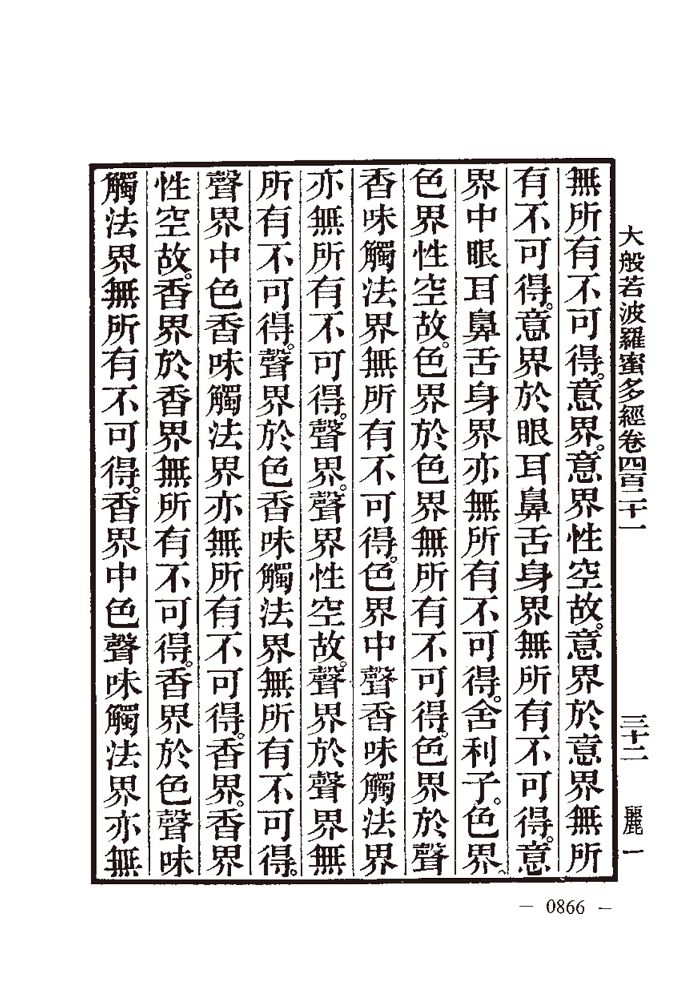 大般若波羅蜜多經卷四百二十一 三十二 麗一
無所有不可得。意界。意界性空故。意界於意界無所
有不可得。意界於眼耳鼻舌身界無所有不可得。意
界中眼耳鼻舌身界亦無所有不可得。舍利子。色界。
色界性空故。色界於色界無所有不可得。色界於聲
香味觸法界無所有不可得。色界中聲香味觸法界
亦無所有不可得。聲界。聲界性空故。聲界於聲界無
所有不可得。聲界於色香味觸法界無所有不可得。
聲界中色香味觸法界亦無所有不可得。香界。香界
性空故。香界於香界無所有不可得。香界於色聲味
觸法界無所有不可得。香界中色聲味觸法界亦無
— 0866 —